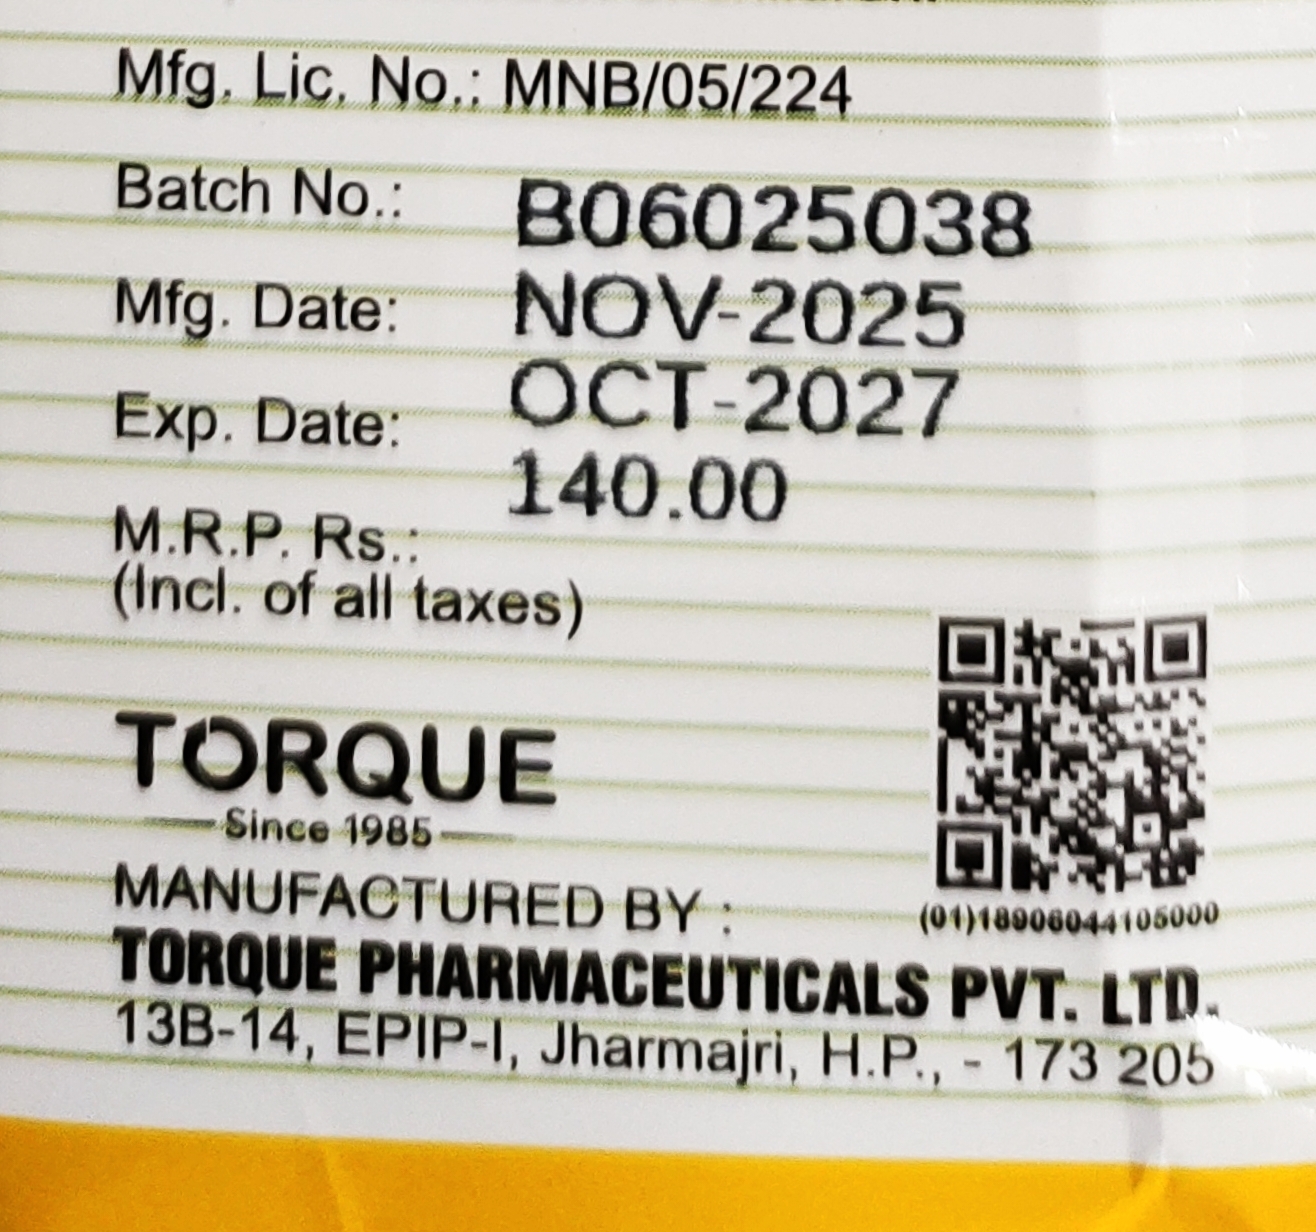 Mfg. Lic. No.: MNB/05/224
Batch No.: B06025038
Mfg. Date: NOV-2025
Exp. Date: OCT-2027
M.R.P. Rs.: 140.00
(Incl. of all taxes)
TORQUE
Since 1985
(01)18906044105000
MANUFACTURED BY :
TORQUE PHARMACEUTICALS PVT. LTD.
13B-14, EPIP-I, Jharmajri, H.P., - 173 205